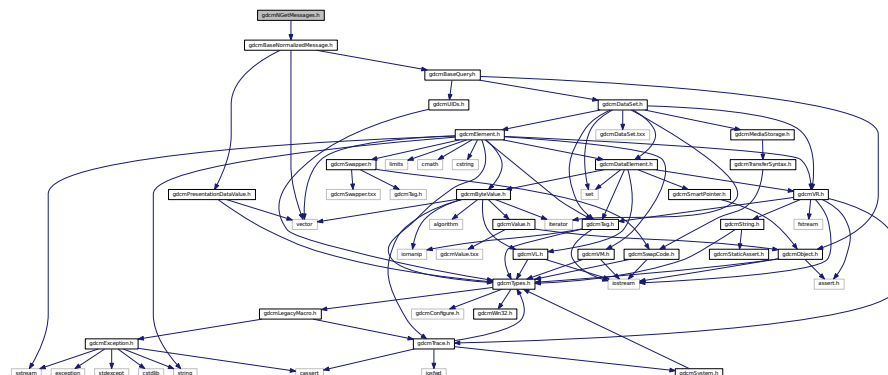 gdcmNGetMessages.h
gdcmBaseNormalizedMessage.h
gdcmBaseQuery.h
gdcmUIDs.h
gdcmDataSet.h
gdcmElement.h
gdcmDataSet.txx
gdcmMediaStorage.h
gdcmSwapper.h
limits
cmath
cstring
gdcmDataElement.h
gdcmTransferSyntax.h
gdcmPresentationDataValue.h
gdcmSwapper.txx
gdcmTag.h
gdcmByteValue.h
set
gdcmSmartPointer.h
gdcmVR.h
vector
algorithm
gdcmValue.h
iterator
gdcmTag.h
gdcmString.h
fstream
iomanip
gdcmValue.txx
gdcmVL.h
gdcmVM.h
gdcmSwapCode.h
gdcmStaticAssert.h
gdcmObject.h
gdcmTypes.h
iostream
assert.h
gdcmLegacyMacro.h
gdcmConfigure.h
gdcmWin32.h
gdcmException.h
gdcmTrace.h
sstream
exception
stdexcept
cstdlib
string
cassert
iosfwd
gdcmSystem.h